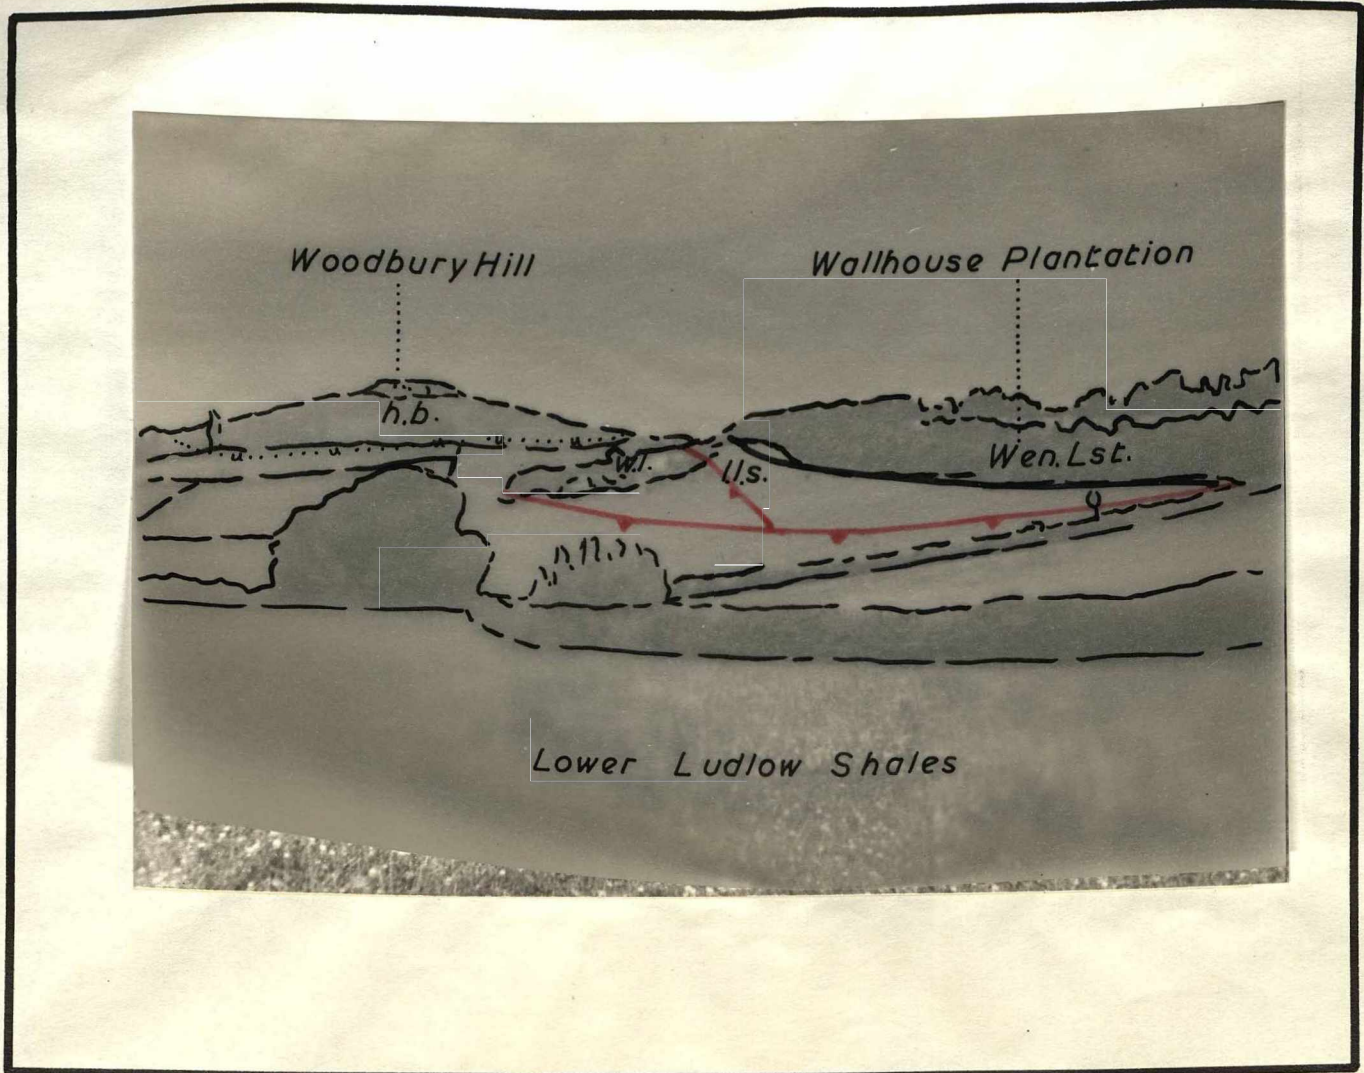 Woodbury Hill
Wallhouse Plantation
h.b.
u u u u
w.l.
l.l.s.
Wen. Lst.
Lower Ludlow Shales